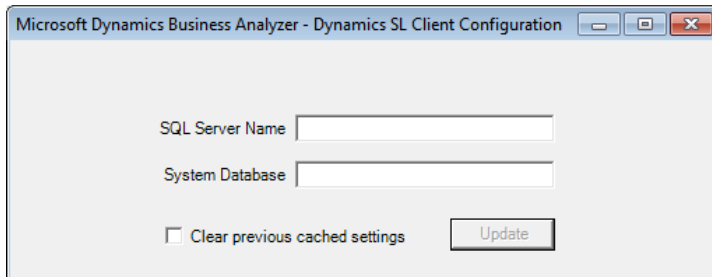 Microsoft Dynamics Business Analyzer - Dynamics SL Client Configuration
SQL Server Name
System Database
Clear previous cached settings
Update